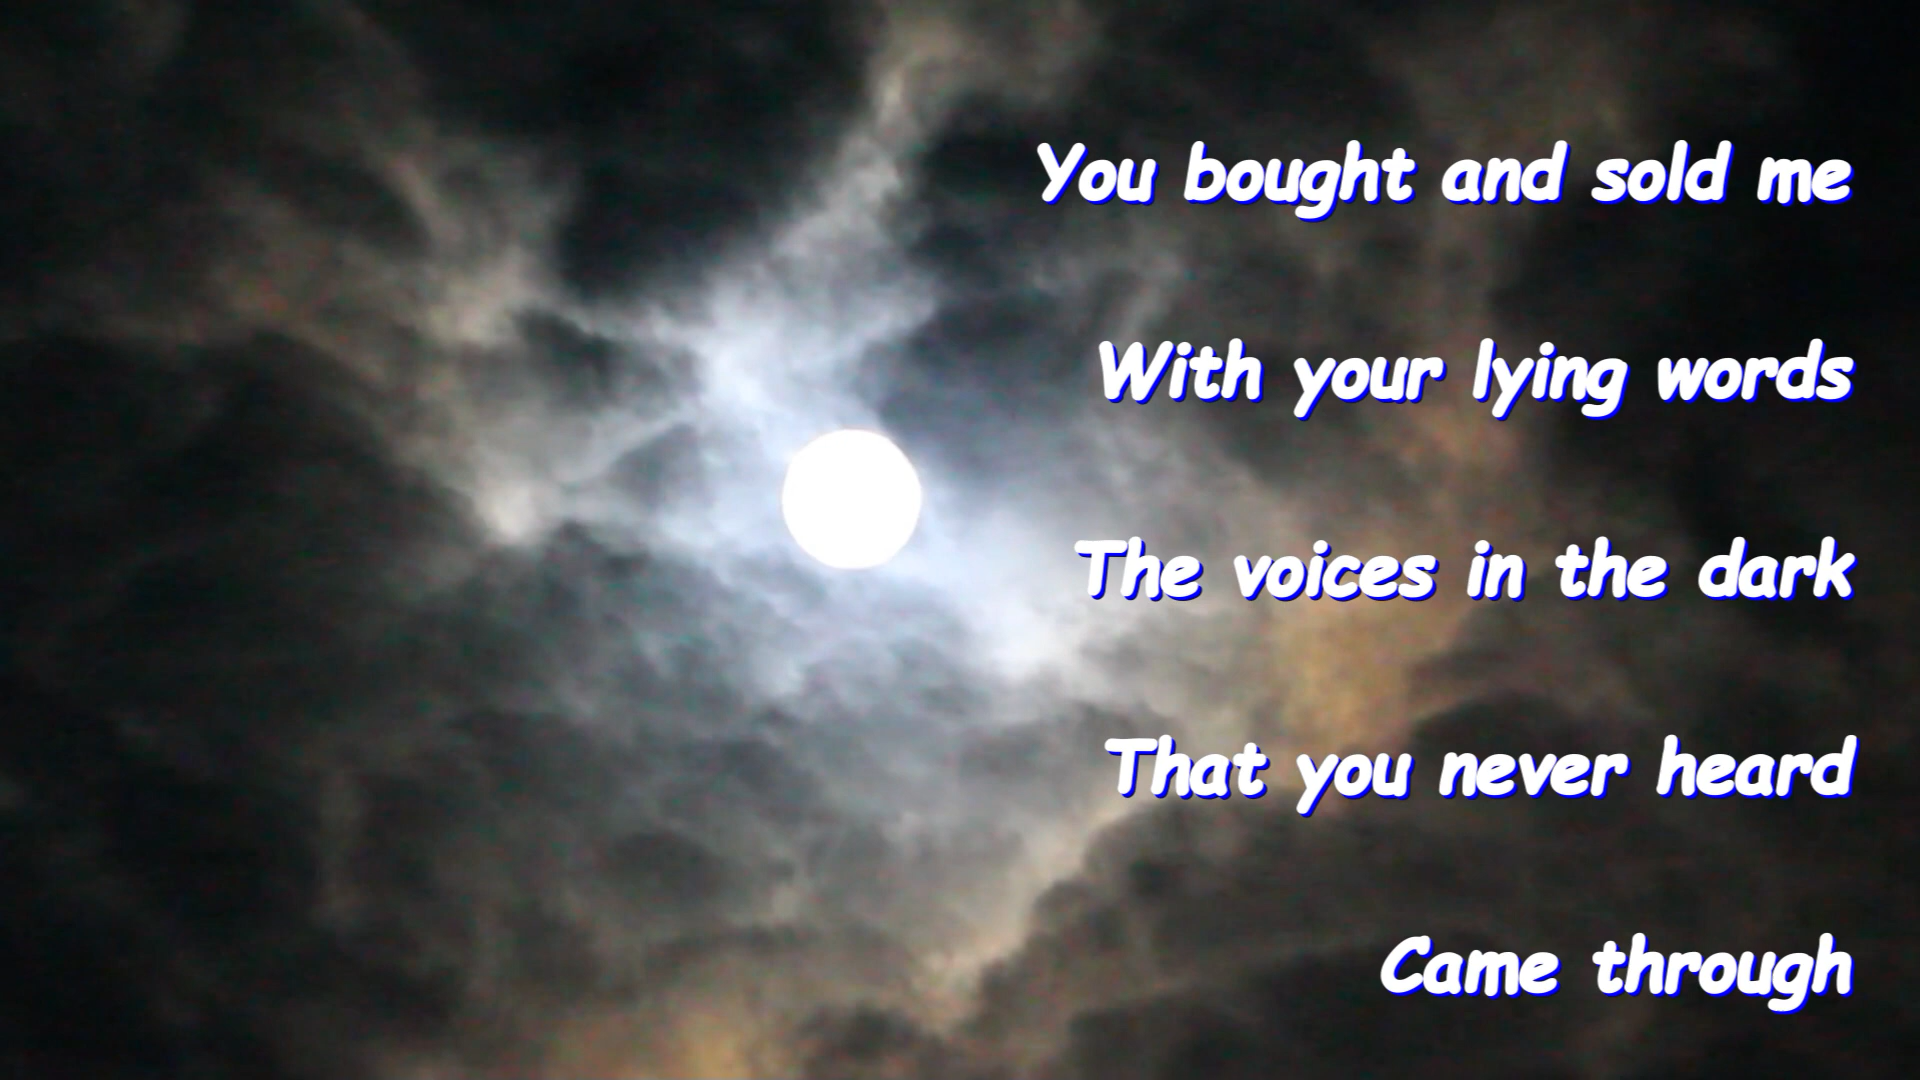 You bought and sold me
With your lying words
The voices in the dark
That you never heard
Came through